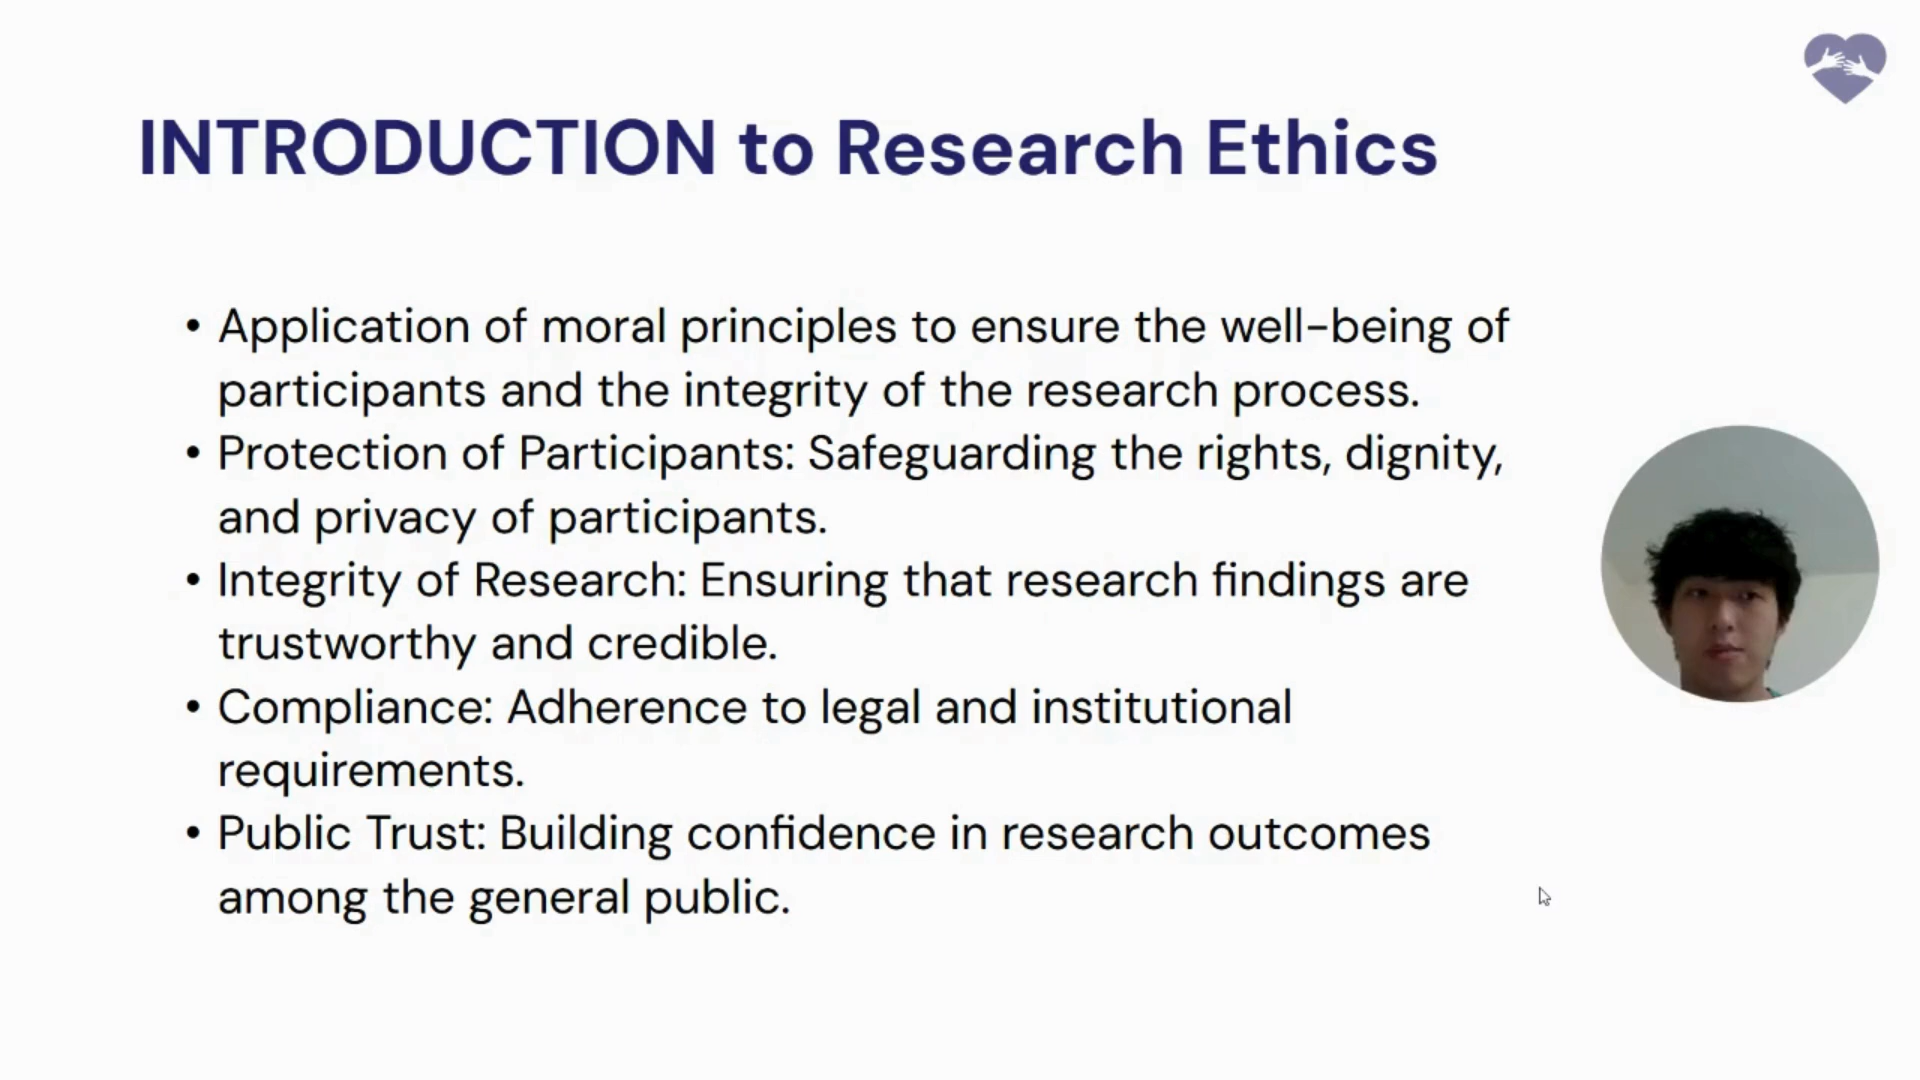 INTRODUCTION to Research Ethics
• Application of moral principles to ensure the well-being of
participants and the integrity of the research process.
• Protection of Participants: Safeguarding the rights, dignity,
and privacy of participants.
• Integrity of Research: Ensuring that research findings are
trustworthy and credible.
• Compliance: Adherence to legal and institutional
requirements.
• Public Trust: Building confidence in research outcomes
among the general public.